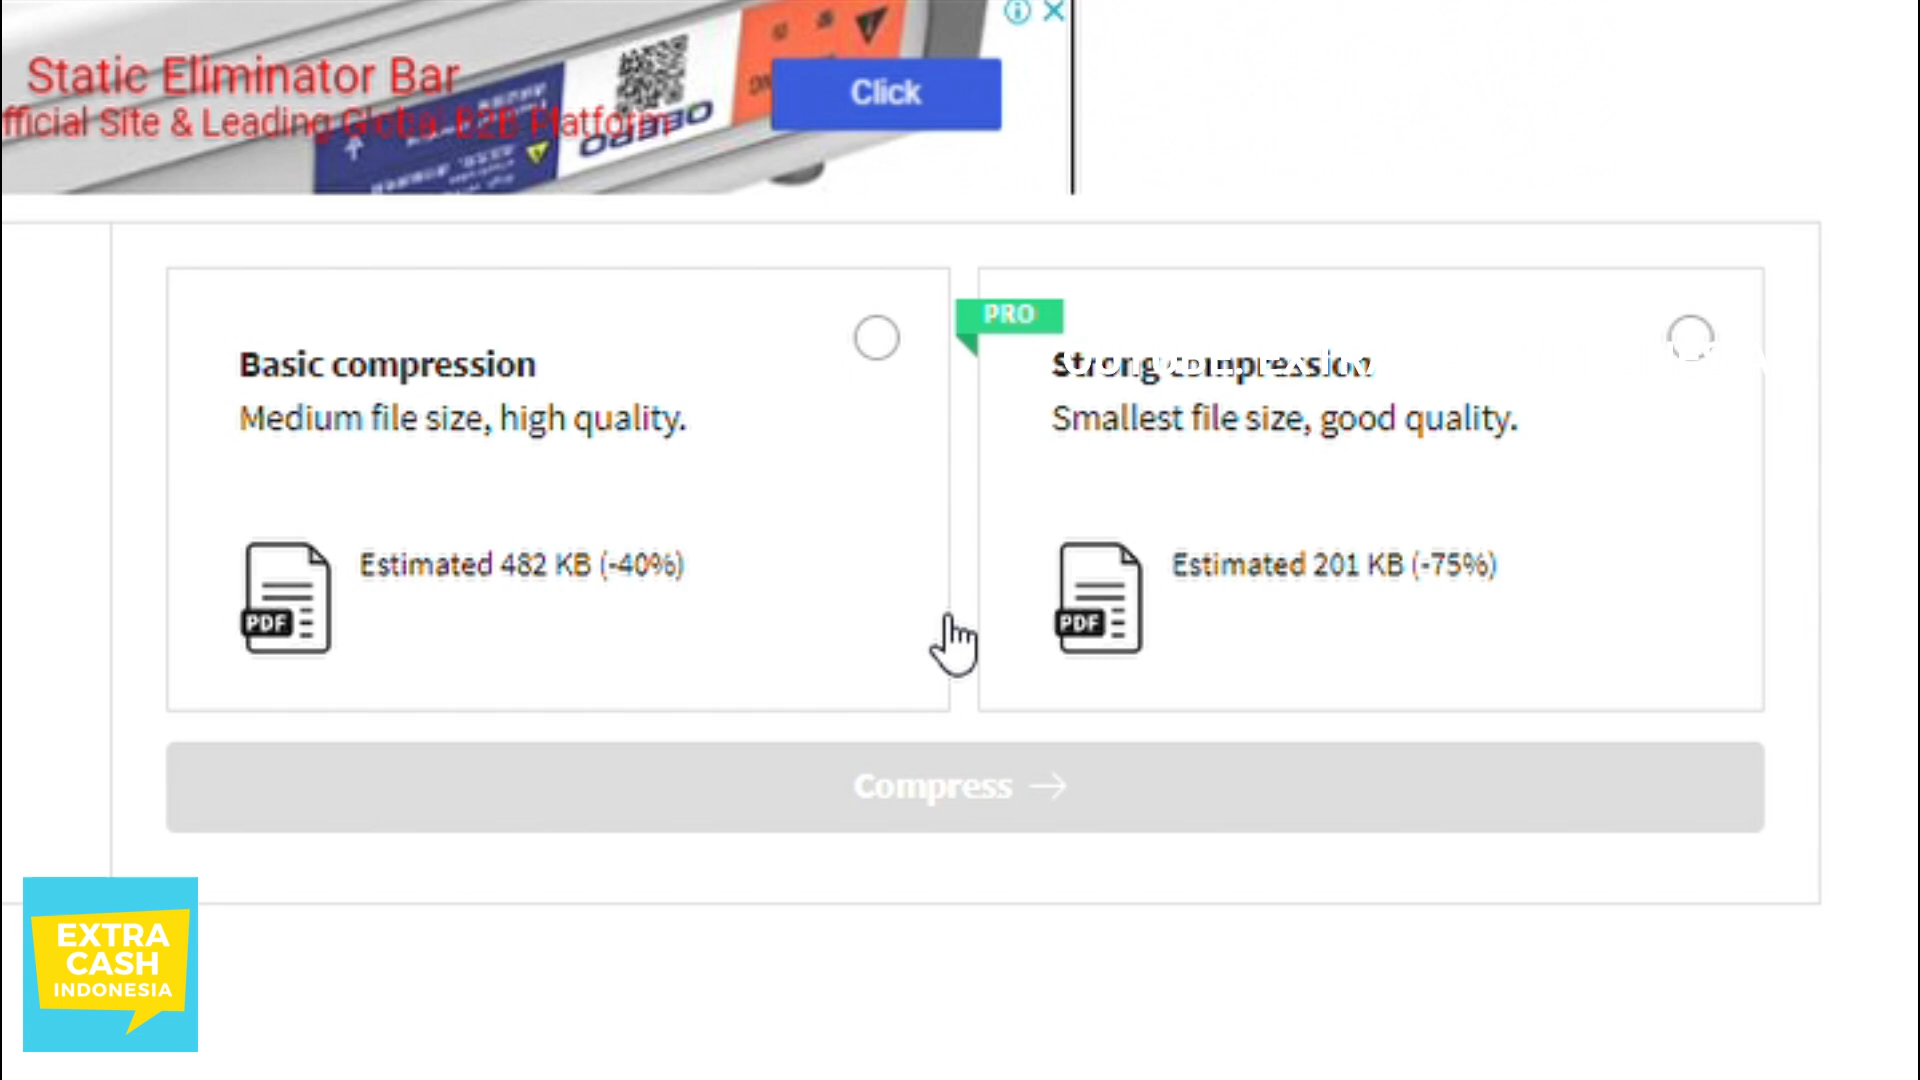 Static Eliminator Bar
fficial Site & Leading Global B2B Platform
OBEBO
Click
PRO
Basic compression
Strong compression
Medium file size, high quality.
Smallest file size, good quality.
Estimated 482 KB (-40%)
Estimated 201 KB (-75%)
PDF
PDF
Compress
EXTRA
CASH
INDONESIA